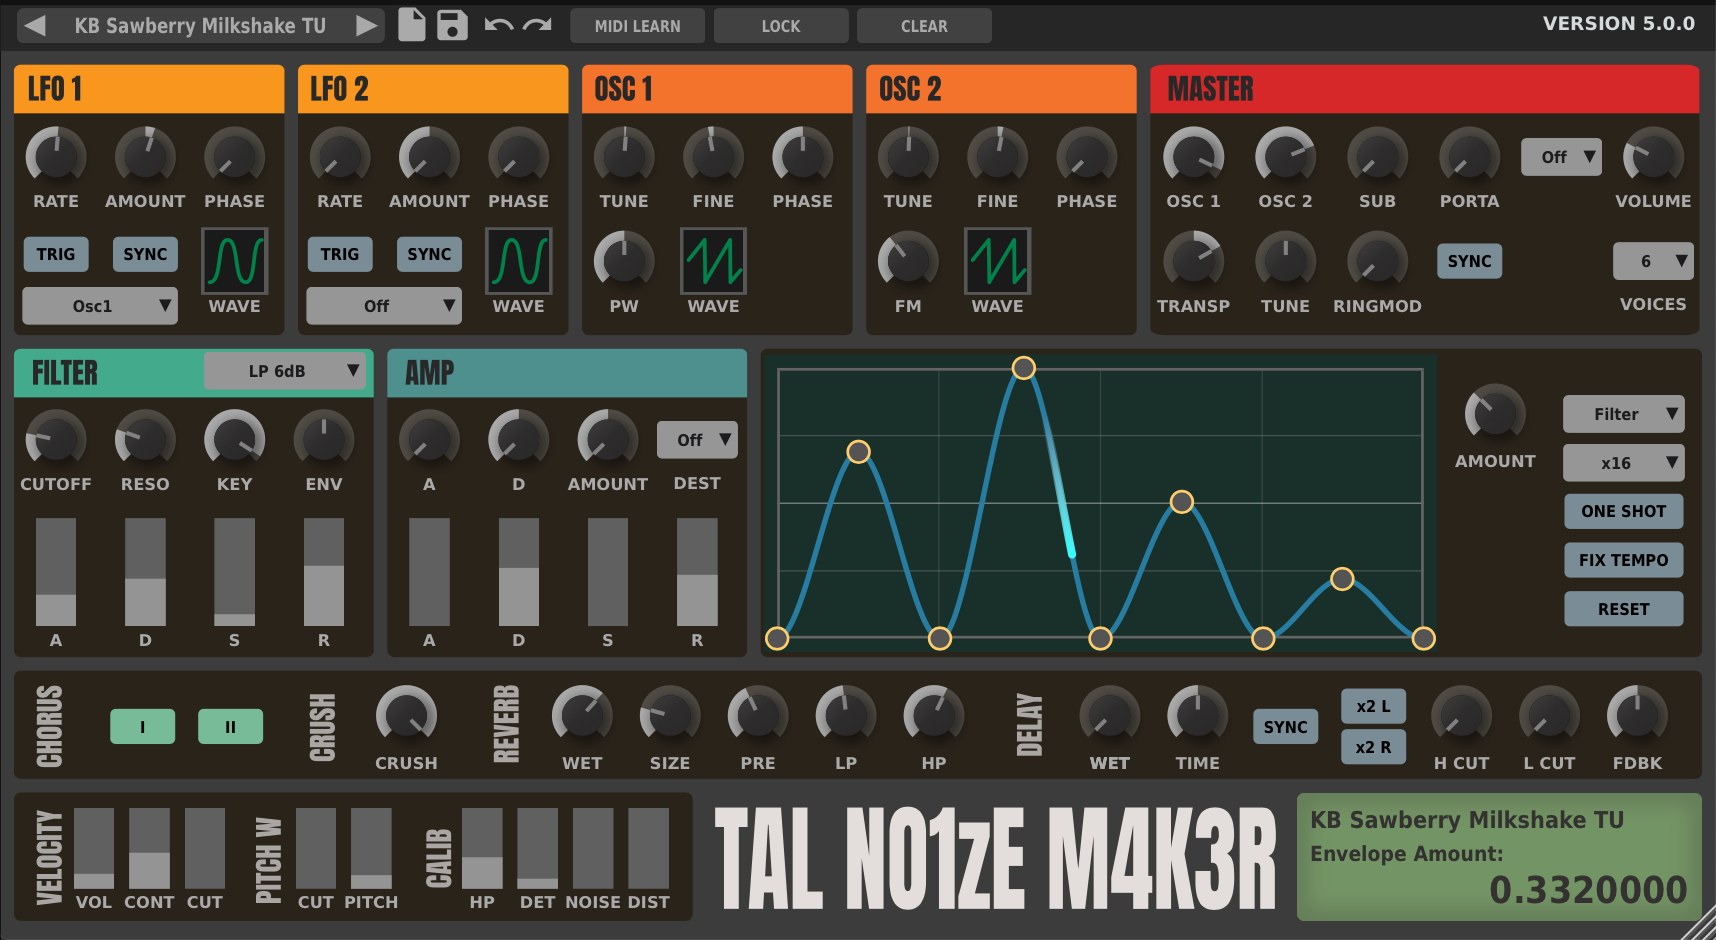 KB Sawberry Milkshake TU
MIDI LEARN
LOCK
CLEAR
VERSION 5.0.0
LFO 1
RATE AMOUNT PHASE
TRIG SYNC
Osc1
WAVE
LFO 2
RATE AMOUNT PHASE
TRIG SYNC
Off
WAVE
OSC 1
TUNE FINE PHASE
PW WAVE
OSC 2
TUNE FINE PHASE
FM WAVE
MASTER
Off
OSC 1 OSC 2 SUB PORTA VOLUME
SYNC
6
TRANSP TUNE RINGMOD VOICES
FILTER
LP 6dB
CUTOFF RESO KEY ENV
A D S R
AMP
Off
A D AMOUNT DEST
A D S R
AMOUNT
Filter
x16
ONE SHOT
FIX TEMPO
RESET
CHORUS
I II
CRUSH
CRUSH
REVERB
WET SIZE PRE LP HP
DELAY
WET TIME
SYNC
x2 L
x2 R
H CUT L CUT FDBK
VELOCITY
VOL CONT CUT
PITCH W
CUT PITCH
CALIB
HP DET NOISE DIST
TAL NO1zE M4K3R
KB Sawberry Milkshake TU
Envelope Amount:
0.3320000